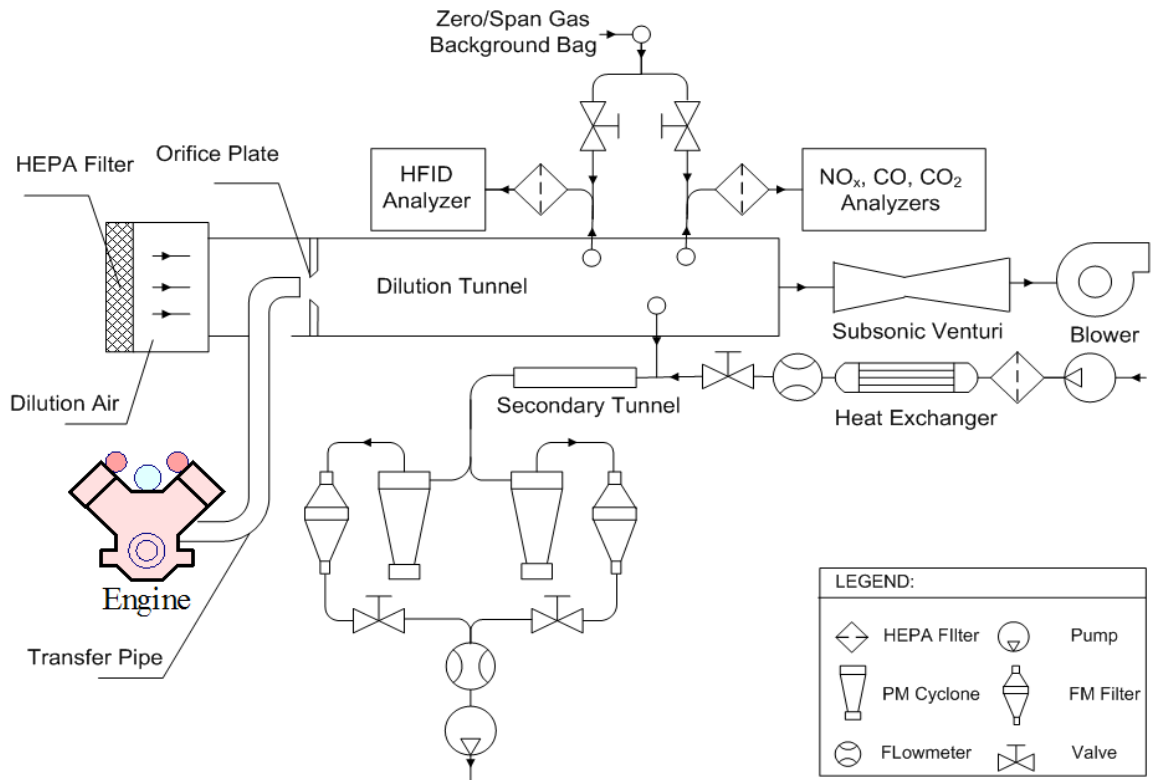 Zero/Span Gas
Background Bag
HEPA Filter
Orifice Plate
HFID
Analyzer
NOₓ, CO, CO₂
Analyzers
Dilution Tunnel
Subsonic Venturi
Blower
Dilution Air
Secondary Tunnel
Heat Exchanger
Engine
Transfer Pipe
LEGEND:
HEPA FIlter
Pump
PM Cyclone
FM Filter
FLowmeter
Valve